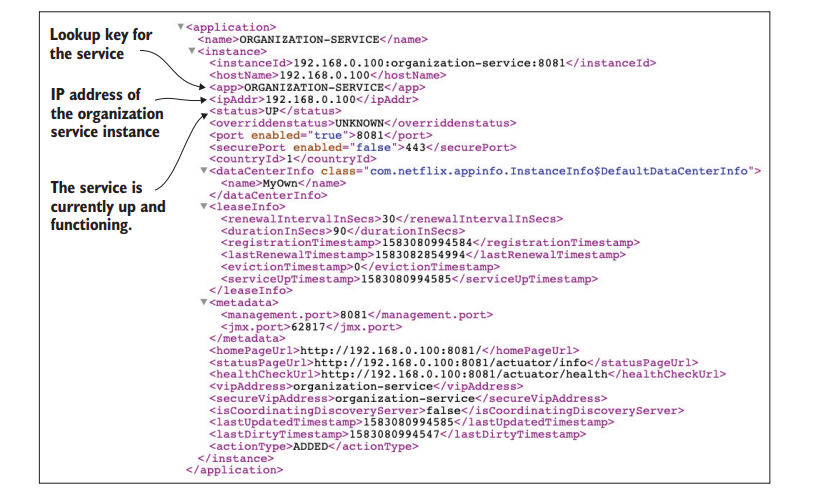 Lookup key for
the service
IP address of
the organization
service instance
The service is
currently up and
functioning.
▼<application>
<name>ORGANIZATION-SERVICE</name>
▼<instance>
<instanceId>192.168.0.100:organization-service:8081</instanceId>
<hostName>192.168.0.100</hostName>
<app>ORGANIZATION-SERVICE</app>
<ipAddr>192.168.0.100</ipAddr>
<status>UP</status>
<overriddenstatus>UNKNOWN</overriddenstatus>
<port enabled="true">8081</port>
<securePort enabled="false">443</securePort>
<countryId>1</countryId>
▼<dataCenterInfo class="com.netflix.appinfo.InstanceInfo$DefaultDataCenterInfo">
<name>MyOwn</name>
</dataCenterInfo>
▼<leaseInfo>
<renewalIntervalInSecs>30</renewalIntervalInSecs>
<durationInSecs>90</durationInSecs>
<registrationTimestamp>1583080994584</registrationTimestamp>
<lastRenewalTimestamp>1583082854994</lastRenewalTimestamp>
<evictionTimestamp>0</evictionTimestamp>
<serviceUpTimestamp>1583080994585</serviceUpTimestamp>
</leaseInfo>
▼<metadata>
<management.port>8081</management.port>
<jmx.port>62817</jmx.port>
</metadata>
<homePageUrl>http://192.168.0.100:8081/</homePageUrl>
<statusPageUrl>http://192.168.0.100:8081/actuator/info</statusPageUrl>
<healthCheckUrl>http://192.168.0.100:8081/actuator/health</healthCheckUrl>
<vipAddress>organization-service</vipAddress>
<secureVipAddress>organization-service</secureVipAddress>
<isCoordinatingDiscoveryServer>false</isCoordinatingDiscoveryServer>
<lastUpdatedTimestamp>1583080994585</lastUpdatedTimestamp>
<lastDirtyTimestamp>1583080994547</lastDirtyTimestamp>
<actionType>ADDED</actionType>
</instance>
</application>